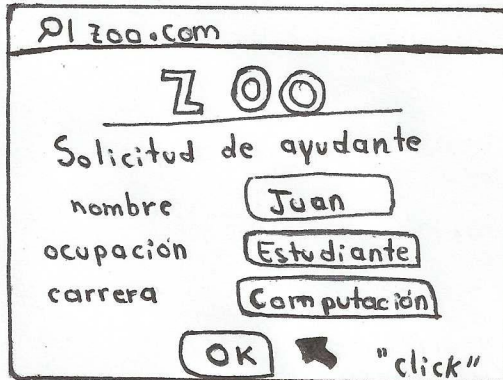 zoo.com
ZOO
Solicitud de ayudante
nombre Juan
ocupación Estudiante
carrera Computación
OK "click"